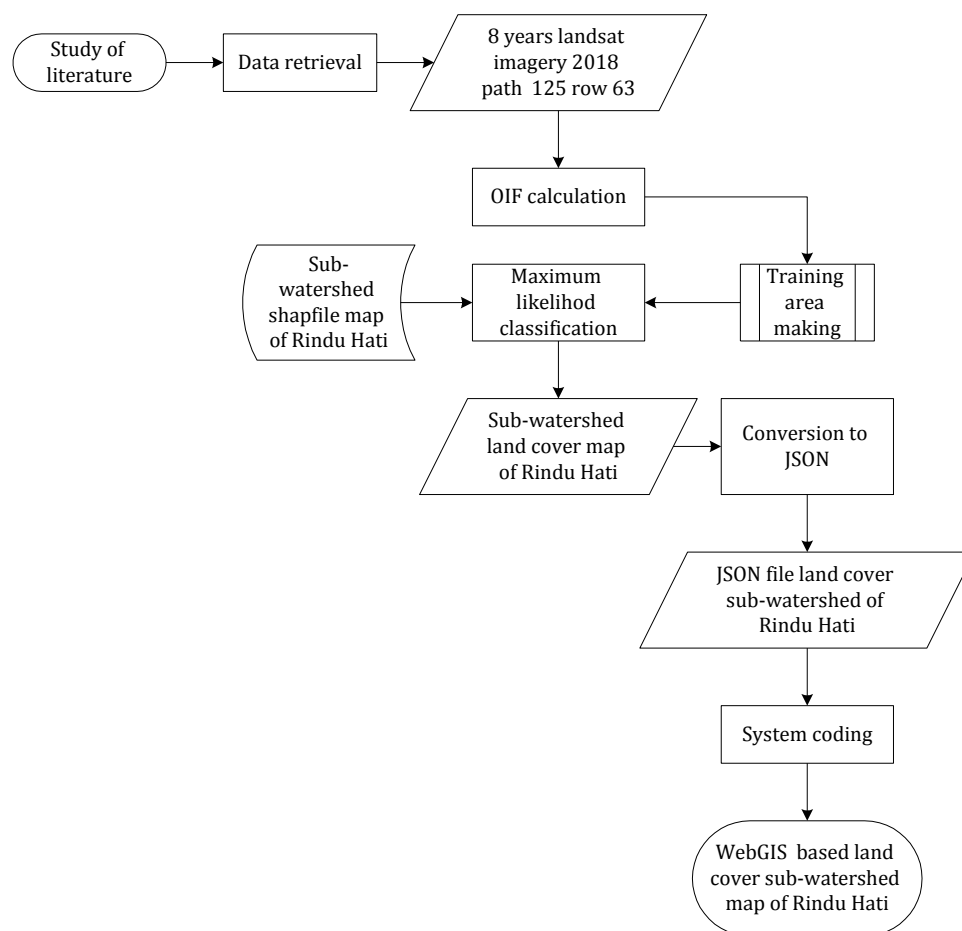 Study of
literature
Data retrieval
8 years landsat
imagery 2018
path 125 row 63
OIF calculation
Sub-
watershed
shapfile map
of Rindu Hati
Maximum
likelihod
classification
Training
area
making
Sub-watershed
land cover map
of Rindu Hati
Conversion to
JSON
JSON file land cover
sub-watershed of
Rindu Hati
System coding
WebGIS based land
cover sub-watershed
map of Rindu Hati